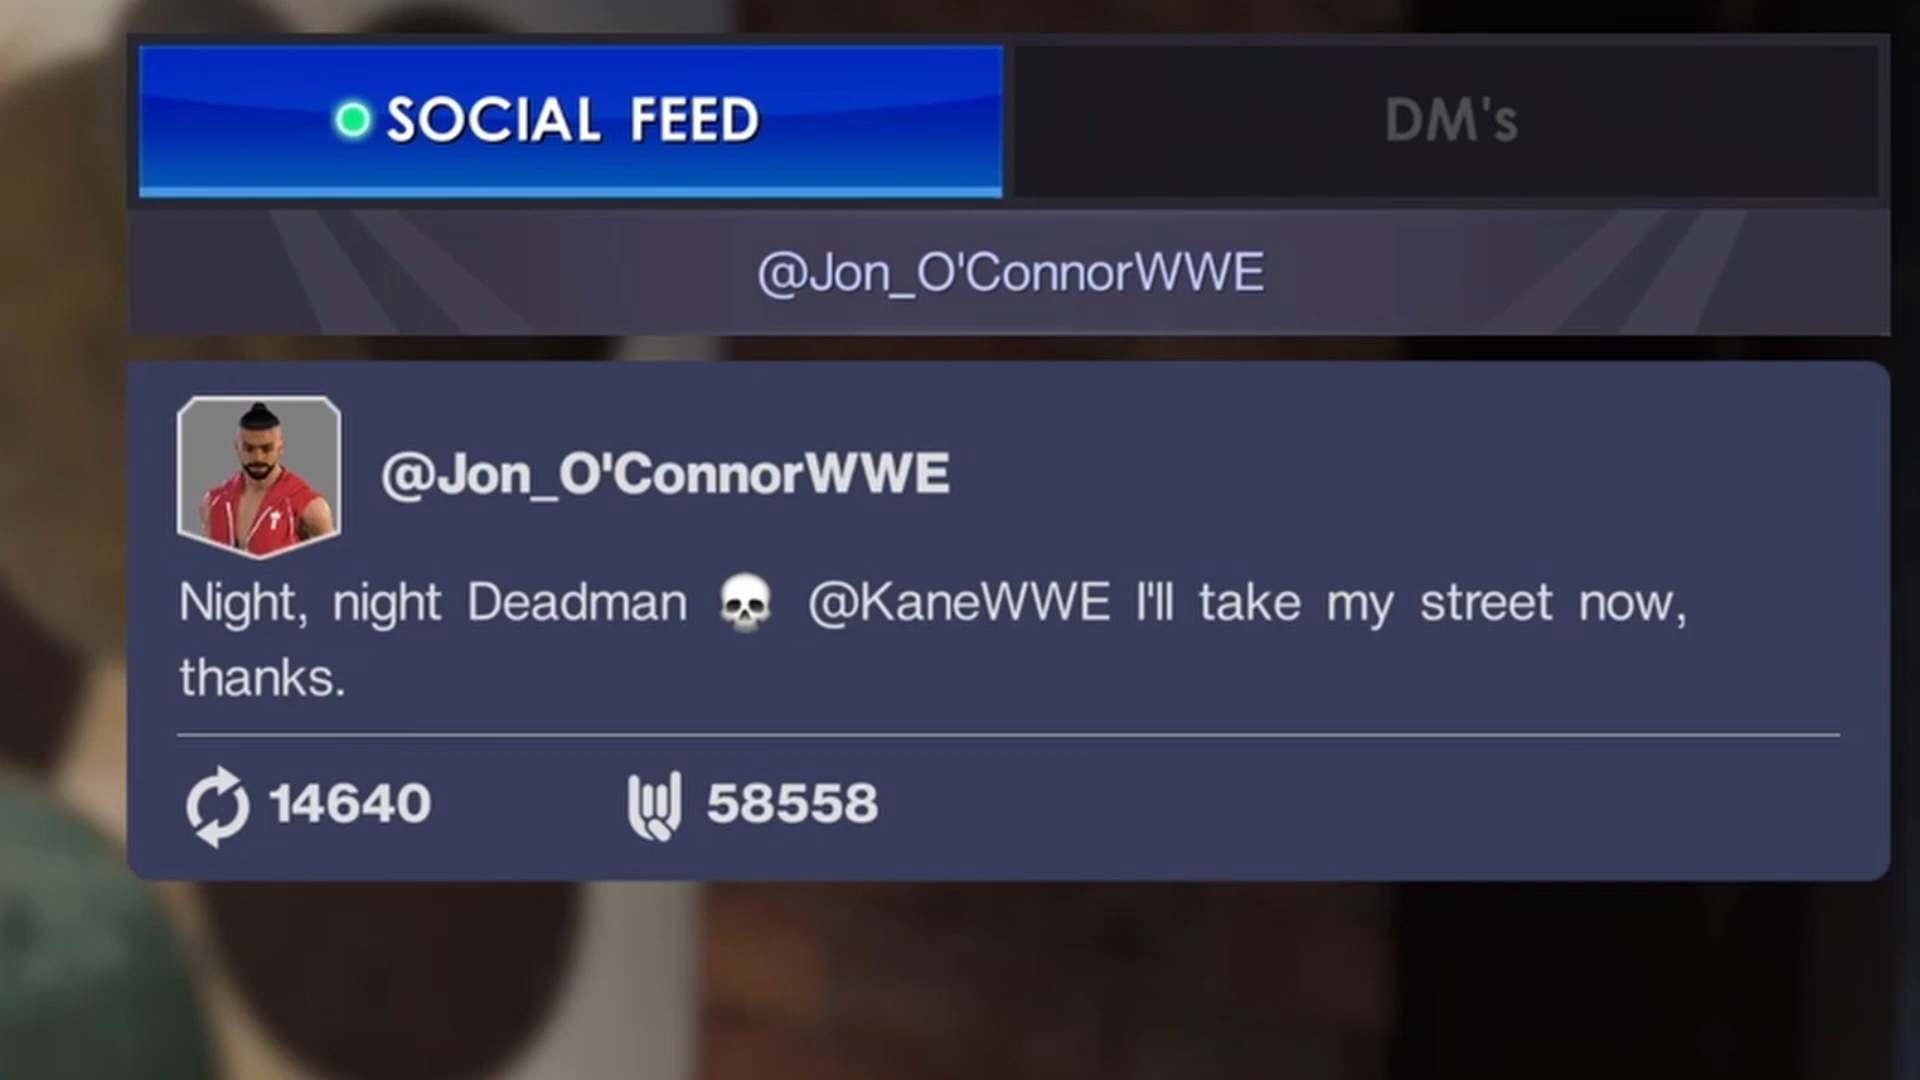 SOCIAL FEED
DM's
@Jon_O'ConnorWWE
@Jon_O'ConnorWWE
Night, night Deadman 💀 @KaneWWE I'll take my street now,
thanks.
14640
58558